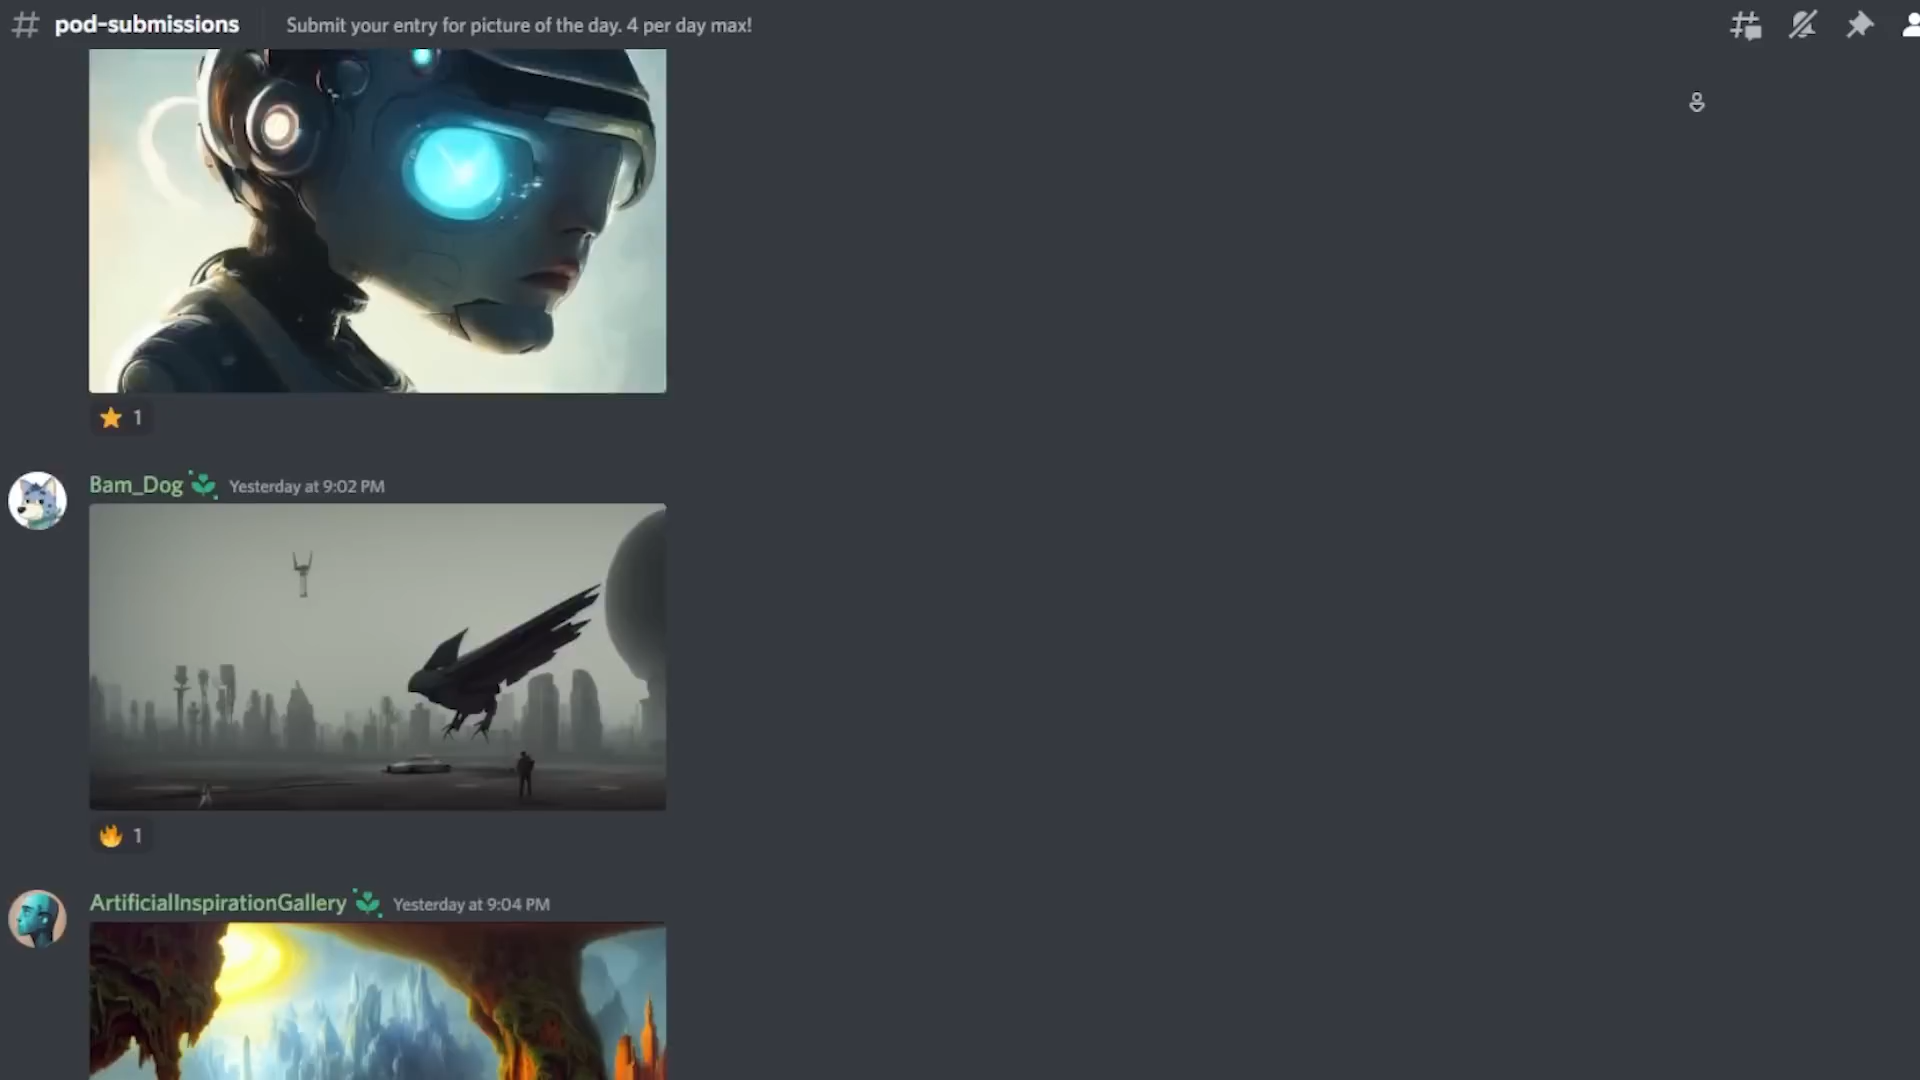 # pod-submissions Submit your entry for picture of the day. 4 per day max!
1
Bam_Dog Yesterday at 9:02 PM
1
ArtificialInspirationGallery Yesterday at 9:04 PM